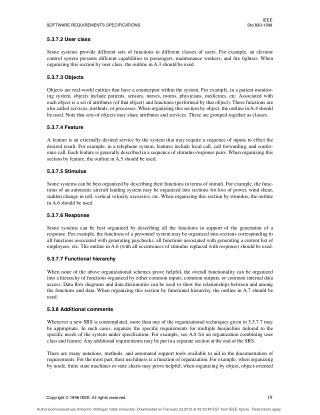 IEEE
SOFTWARE REQUIREMENTS SPECIFICATIONS Std 830-1998
5.3.7.2 User class
Some systems provide different sets of functions to different classes of users. For example, an elevator
control system presents different capabilities to passengers, maintenance workers, and fire fighters. When
organizing this section by user class, the outline in A.3 should be used.
5.3.7.3 Objects
Objects are real-world entities that have a counterpart within the system. For example, in a patient monitor-
ing system, objects include patients, sensors, nurses, rooms, physicians, medicines, etc. Associated with
each object is a set of attributes (of that object) and functions (performed by that object). These functions are
also called services, methods, or processes. When organizing this section by object, the outline in A.4 should
be used. Note that sets of objects may share attributes and services. These are grouped together as classes.
5.3.7.4 Feature
A feature is an externally desired service by the system that may require a sequence of inputs to effect the
desired result. For example, in a telephone system, features include local call, call forwarding, and confer-
ence call. Each feature is generally described in a sequence of stimulus-response pairs. When organizing this
section by feature, the outline in A.5 should be used.
5.3.7.5 Stimulus
Some systems can be best organized by describing their functions in terms of stimuli. For example, the func-
tions of an automatic aircraft landing system may be organized into sections for loss of power, wind shear,
sudden change in roll, vertical velocity excessive, etc. When organizing this section by stimulus, the outline
in A.6 should be used.
5.3.7.6 Response
Some systems can be best organized by describing all the functions in support of the generation of a
response. For example, the functions of a personnel system may be organized into sections corresponding to
all functions associated with generating paychecks, all functions associated with generating a current list of
employees, etc. The outline in A.6 (with all occurrences of stimulus replaced with response) should be used.
5.3.7.7 Functional hierarchy
When none of the above organizational schemes prove helpful, the overall functionality can be organized
into a hierarchy of functions organized by either common inputs, common outputs, or common internal data
access. Data flow diagrams and data dictionaries can be used to show the relationships between and among
the functions and data. When organizing this section by functional hierarchy, the outline in A.7 should be
used.
5.3.8 Additional comments
Whenever a new SRS is contemplated, more than one of the organizational techniques given in 5.3.7.7 may
be appropriate. In such cases, organize the specific requirements for multiple hierarchies tailored to the
specific needs of the system under specification. For example, see A.8 for an organization combining user
class and feature. Any additional requirements may be put in a separate section at the end of the SRS.
There are many notations, methods, and automated support tools available to aid in the documentation of
requirements. For the most part, their usefulness is a function of organization. For example, when organizing
by mode, finite state machines or state charts may prove helpful; when organizing by object, object-oriented
Copyright © 1998 IEEE. All rights reserved. 19
Authorized licensed use limited to: Michigan State University. Downloaded on February 23,2010 at EST from IEEE Xplore. Restrictions apply.